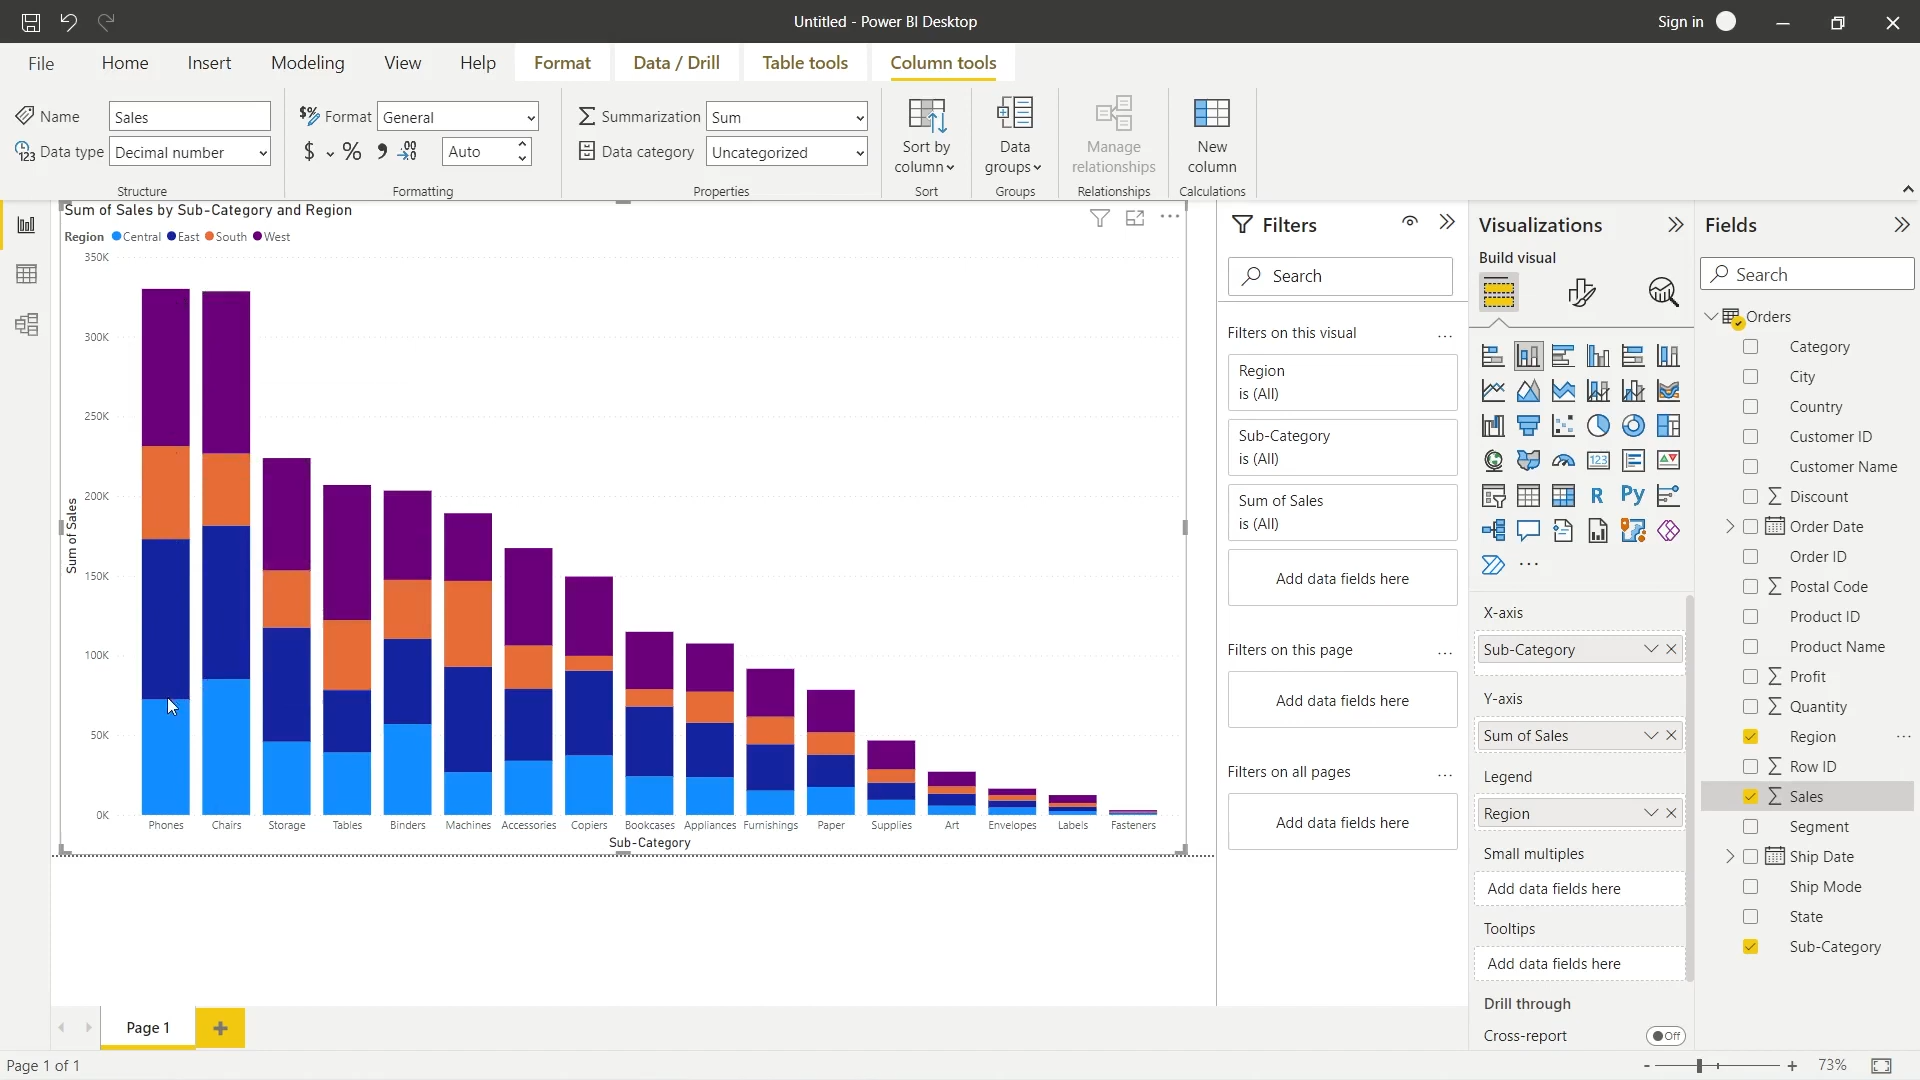 Untitled - Power BI Desktop
Sign in
File Home Insert Modeling View Help Format Data / Drill Table tools Column tools
Name Sales
Data type Decimal number
Structure
Format General
$ % 9 .00 Auto
Formatting
Summarization Sum
Data category Uncategorized
Properties
Sort by column
Sort
Data groups
Groups
Manage relationships
Relationships
New column
Calculations
Sum of Sales by Sub-Category and Region
Region Central East South West
350K
300K
250K
200K
150K
100K
50K
0K
Sum of Sales
Phones Chairs Storage Tables Binders Machines Accessories Copiers Bookcases Appliances Furnishings Paper Supplies Art Envelopes Labels Fasteners
Sub-Category
Filters
Search
Filters on this visual ...
Region
is (All)
Sub-Category
is (All)
Sum of Sales
is (All)
Add data fields here
Filters on this page ...
Add data fields here
Filters on all pages ...
Add data fields here
Visualizations
Build visual
123
R Py
...
X-axis
Sub-Category
Y-axis
Sum of Sales
Legend
Region
Small multiples
Add data fields here
Tooltips
Add data fields here
Drill through
Cross-report Off
Fields
Search
Orders
Category
City
Country
Customer ID
Customer Name
Discount
Order Date
Order ID
Postal Code
Product ID
Product Name
Profit
Quantity
Region ...
Row ID
Sales
Segment
Ship Date
Ship Mode
State
Sub-Category
Page 1
Page 1 of 1
- + 73%